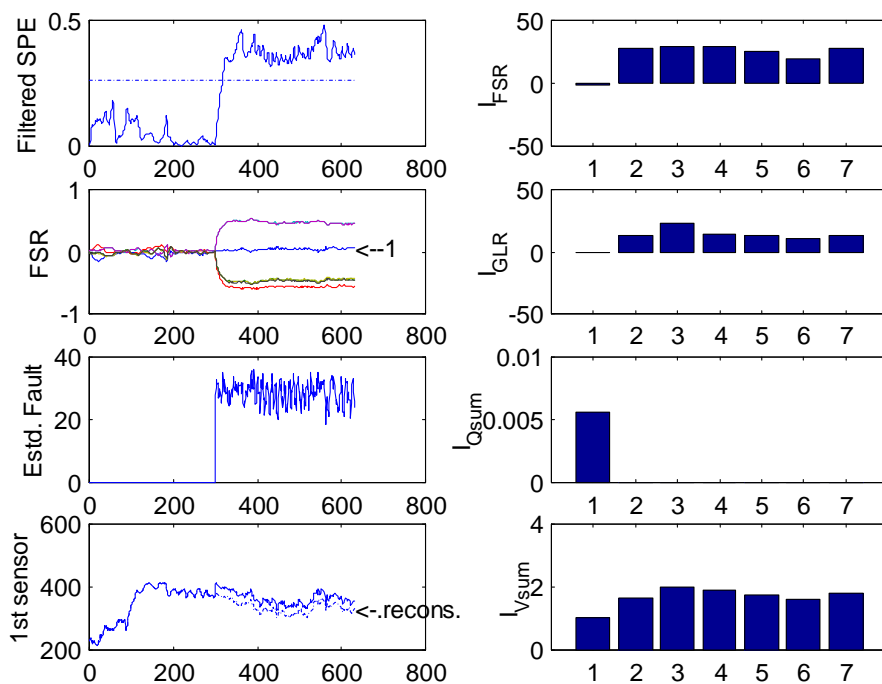 Filtered SPE
0.5
0
0 200 400 600 800
I_FSR
50
0
-50
1 2 3 4 5 6 7
FSR
1
0
-1
<--1
0 200 400 600 800
I_GLR
50
0
-50
1 2 3 4 5 6 7
Estd. Fault
40
20
0
0 200 400 600 800
I_Qsum
0.01
0.005
0
1 2 3 4 5 6 7
1st sensor
600
400
200
<-.recons.
0 200 400 600 800
I_Vsum
4
2
0
1 2 3 4 5 6 7